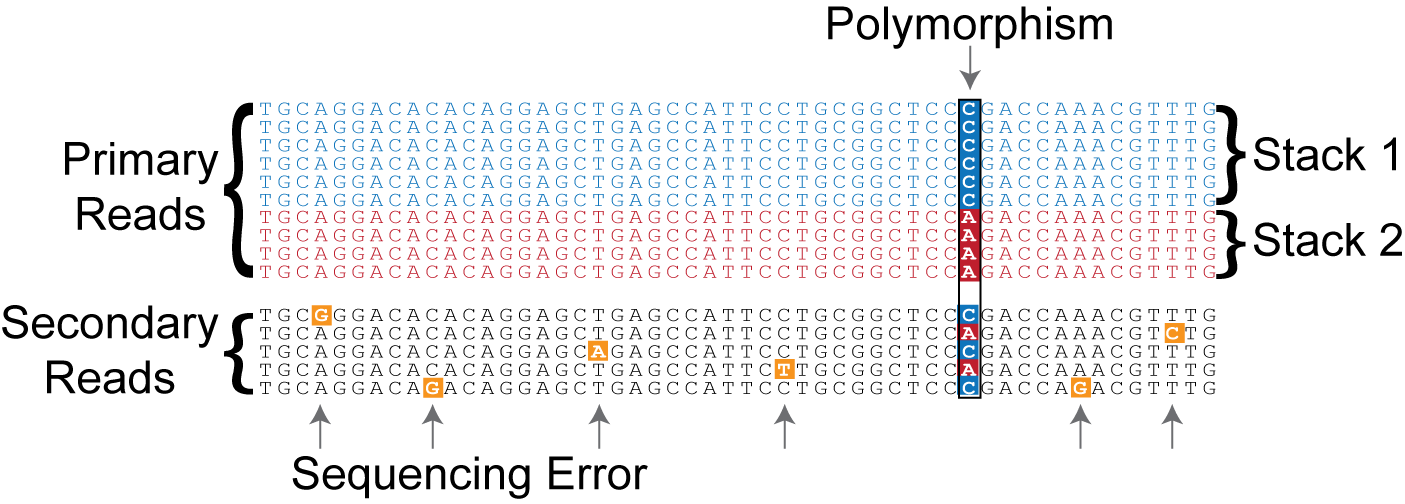 Polymorphism
Primary Reads
TGCAGGACACACAGGAGCTGAGCCATTCCTGCGGCTCCCGACCAAACGTTTG
TGCAGGACACACAGGAGCTGAGCCATTCCTGCGGCTCCCGACCAAACGTTTG
TGCAGGACACACAGGAGCTGAGCCATTCCTGCGGCTCCCGACCAAACGTTTG
TGCAGGACACACAGGAGCTGAGCCATTCCTGCGGCTCCCGACCAAACGTTTG
TGCAGGACACACAGGAGCTGAGCCATTCCTGCGGCTCCCGACCAAACGTTTG
TGCAGGACACACAGGAGCTGAGCCATTCCTGCGGCTCCCGACCAAACGTTTG
Stack 1
TGCAGGACACACAGGAGCTGAGCCATTCCTGCGGCTCCAGACCAAACGTTTG
TGCAGGACACACAGGAGCTGAGCCATTCCTGCGGCTCCAGACCAAACGTTTG
TGCAGGACACACAGGAGCTGAGCCATTCCTGCGGCTCCAGACCAAACGTTTG
TGCAGGACACACAGGAGCTGAGCCATTCCTGCGGCTCCAGACCAAACGTTTG
Stack 2
Secondary Reads
TGCGGGACACACAGGAGCTGAGCCATTCCTGCGGCTCCCGACCAAACGTTTG
TGCAGGACACACAGGAGCTGAGCCATTCCTGCGGCTCCAGACCAAACGTCTG
TGCAGGACACACAGGAGCAGAGCCATTCCTGCGGCTCCCGACCAAACGTTTG
TGCAGGACACACAGGAGCTGAGCCATTCTTGCGGCTCCAGACCAAACGTTTG
TGCAGGACAGACAGGAGCTGAGCCATTCCTGCGGCTCCCGACCAGACGTTTG
Sequencing Error